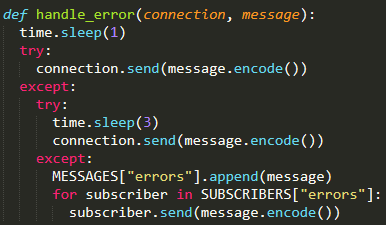 def handle_error(connection, message):
  time.sleep(1)
  try:
    connection.send(message.encode())
  except:
    try:
      time.sleep(3)
      connection.send(message.encode())
    except:
      MESSAGES["errors"].append(message)
      for subscriber in SUBSCRIBERS["errors"]:
        subscriber.send(message.encode())